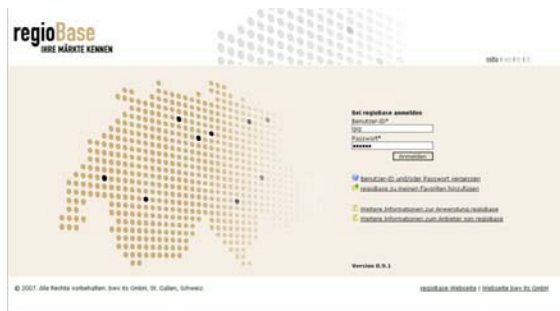 regioBase
IHRE MÄRKTE KENNEN
Bei regioBase anmelden
Benutzer-ID*
Passwort*
••••••
Anmelden
Benutzer-ID und/oder Passwort vergessen
regioBase zu meinen Favoriten hinzufügen
Weitere Informationen zur Anwendung regioBase
Weitere Informationen zum Anbieter von regioBase
Version 0.9.1
© 2007. Alle Rechte vorbehalten. bwv its GmbH, St. Gallen, Schweiz.
regioBase Webseite | Webseite bwv its GmbH